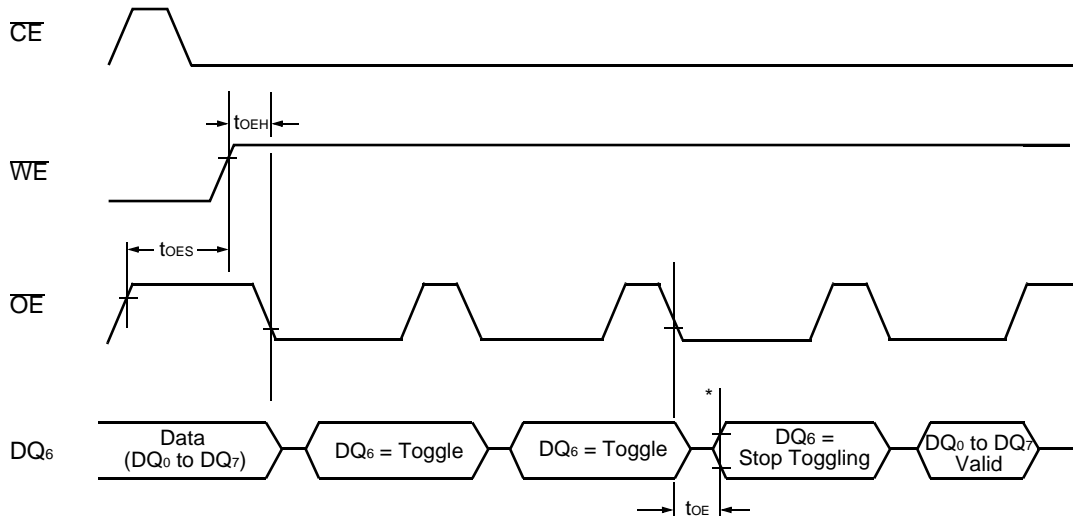 CE
tOEH
WE
tOES
OE
*
DQ6
Data
(DQ0 to DQ7)
DQ6 = Toggle
DQ6 = Toggle
DQ6 =
Stop Toggling
DQ0 to DQ7
Valid
tOE